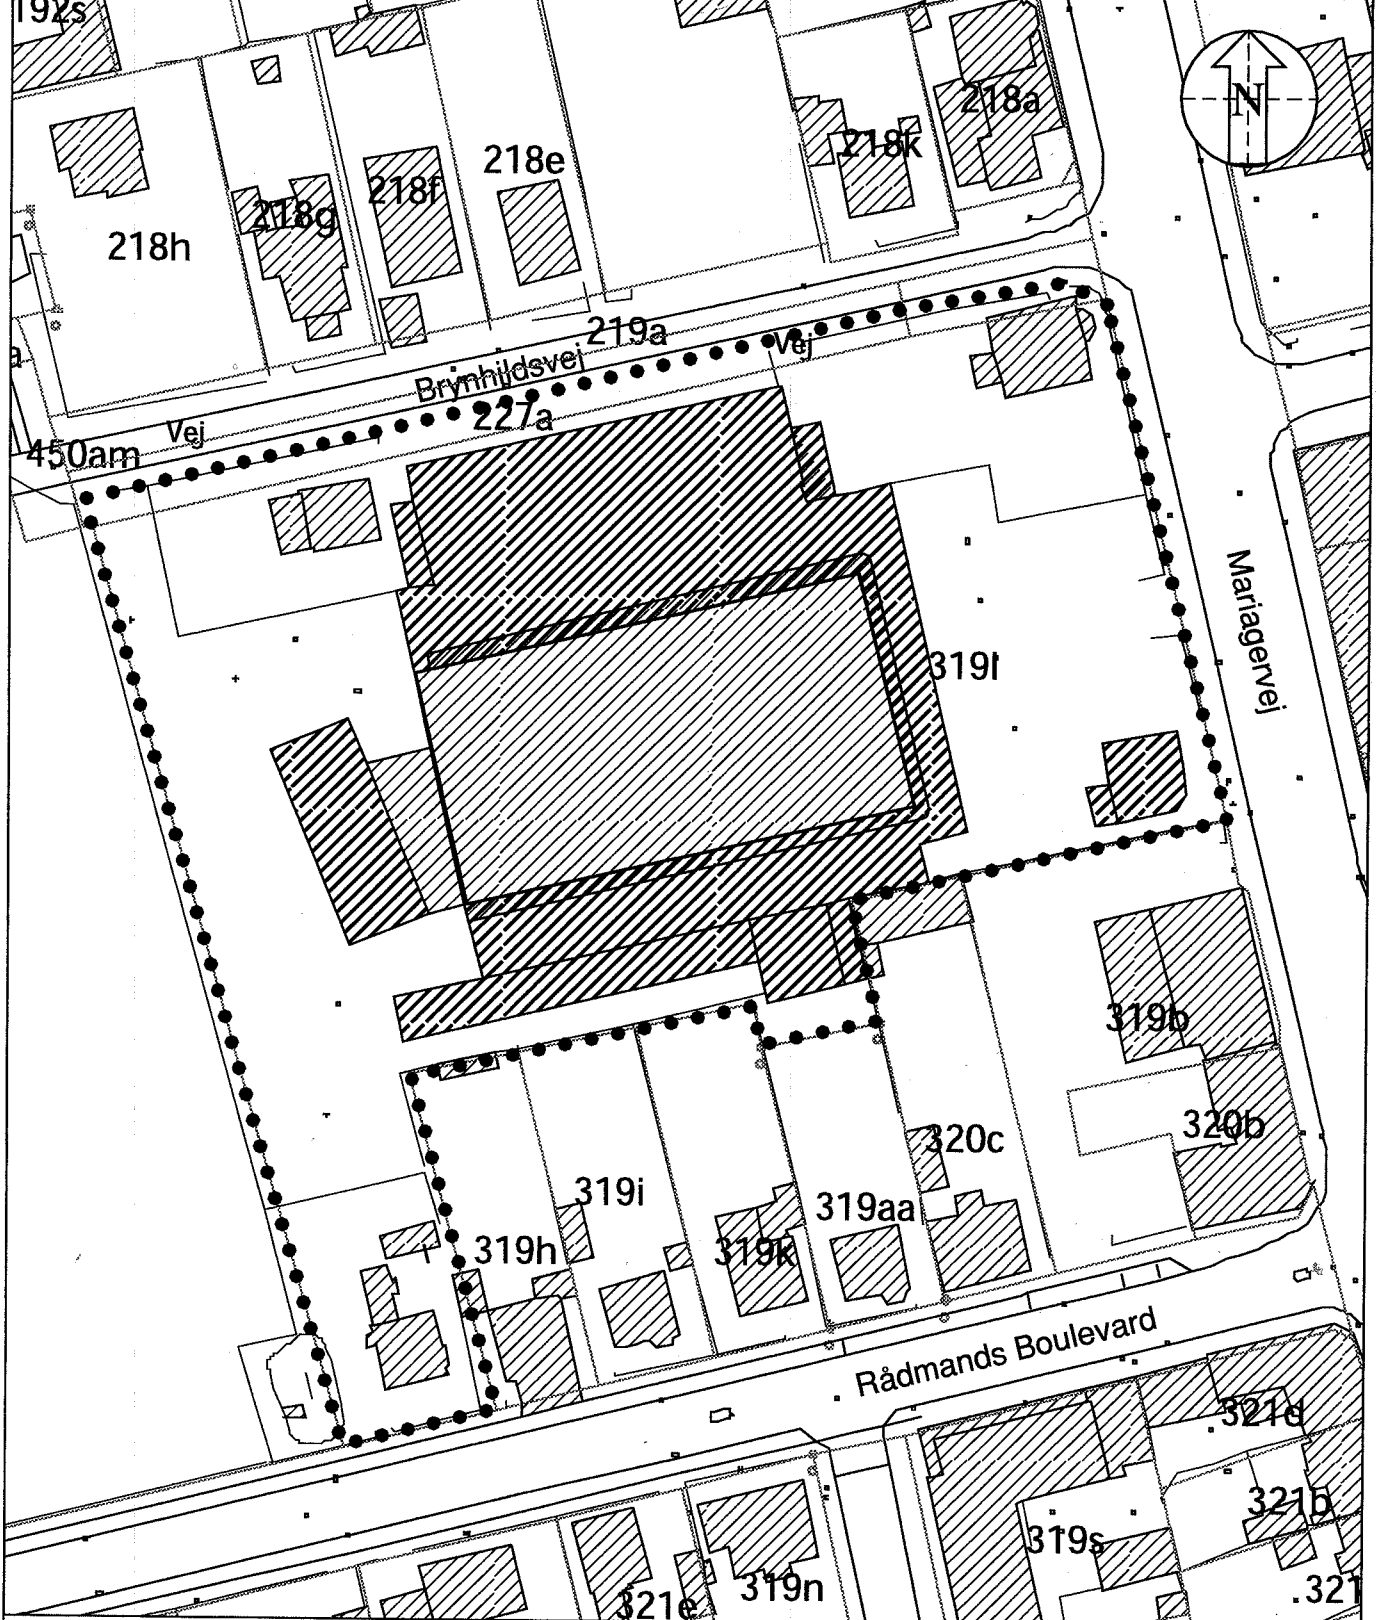 192s
N
218a
218k
218e
218f
218g
218h
219a
Vej
Brynhildsvej
227a
Vej
450am
a
Mariagervej
319l
319b
320b
320c
319i
319aa
319h
319k
Rådmands Boulevard
321d
321b
319s
319n
321e
.321